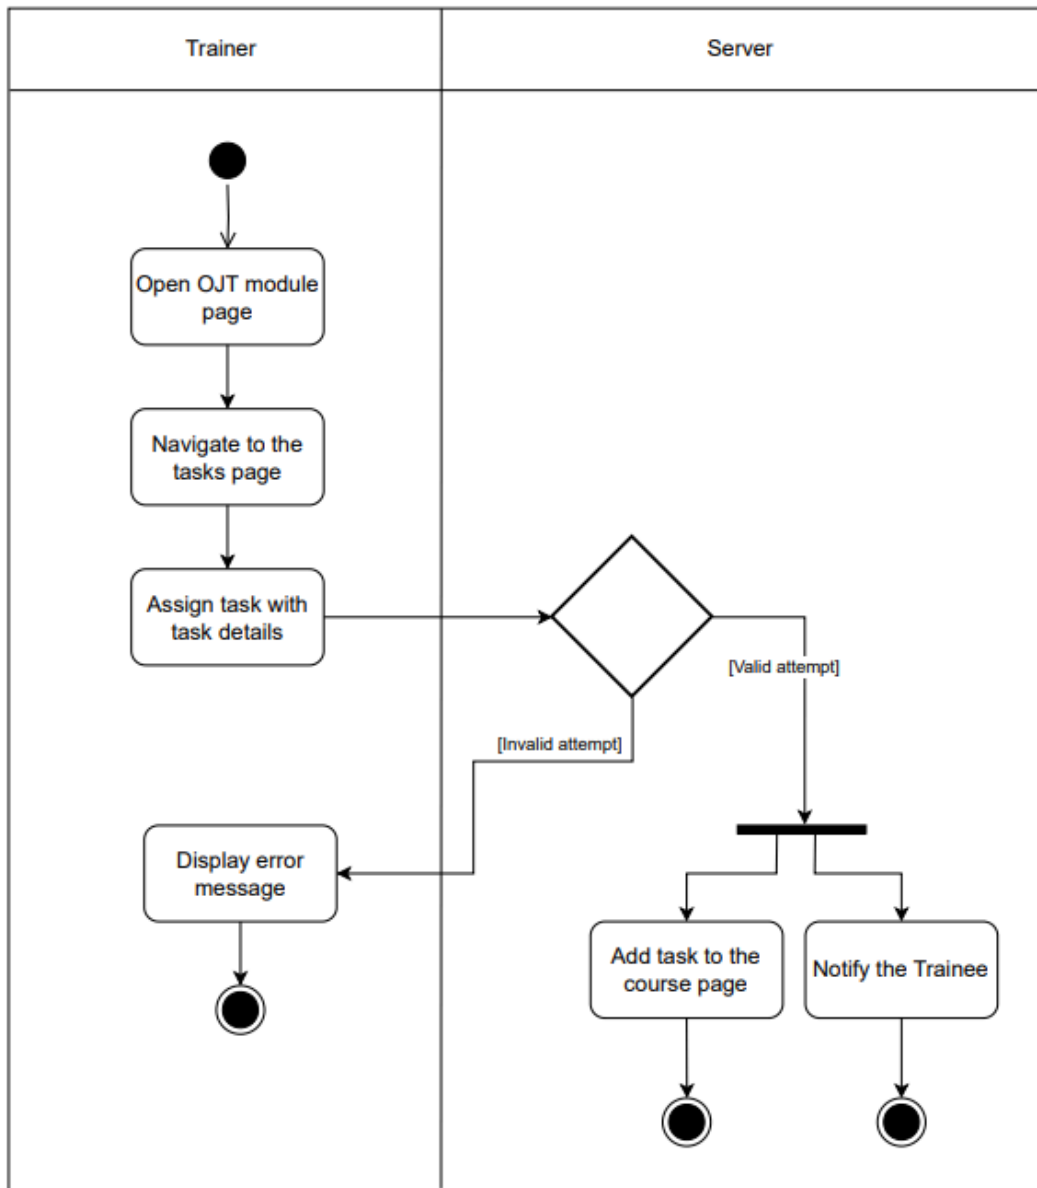 Trainer
Server
Open OJT module
page
Navigate to the
tasks page
Assign task with
task details
[Valid attempt]
[Invalid attempt]
Display error
message
Add task to the
course page
Notify the Trainee